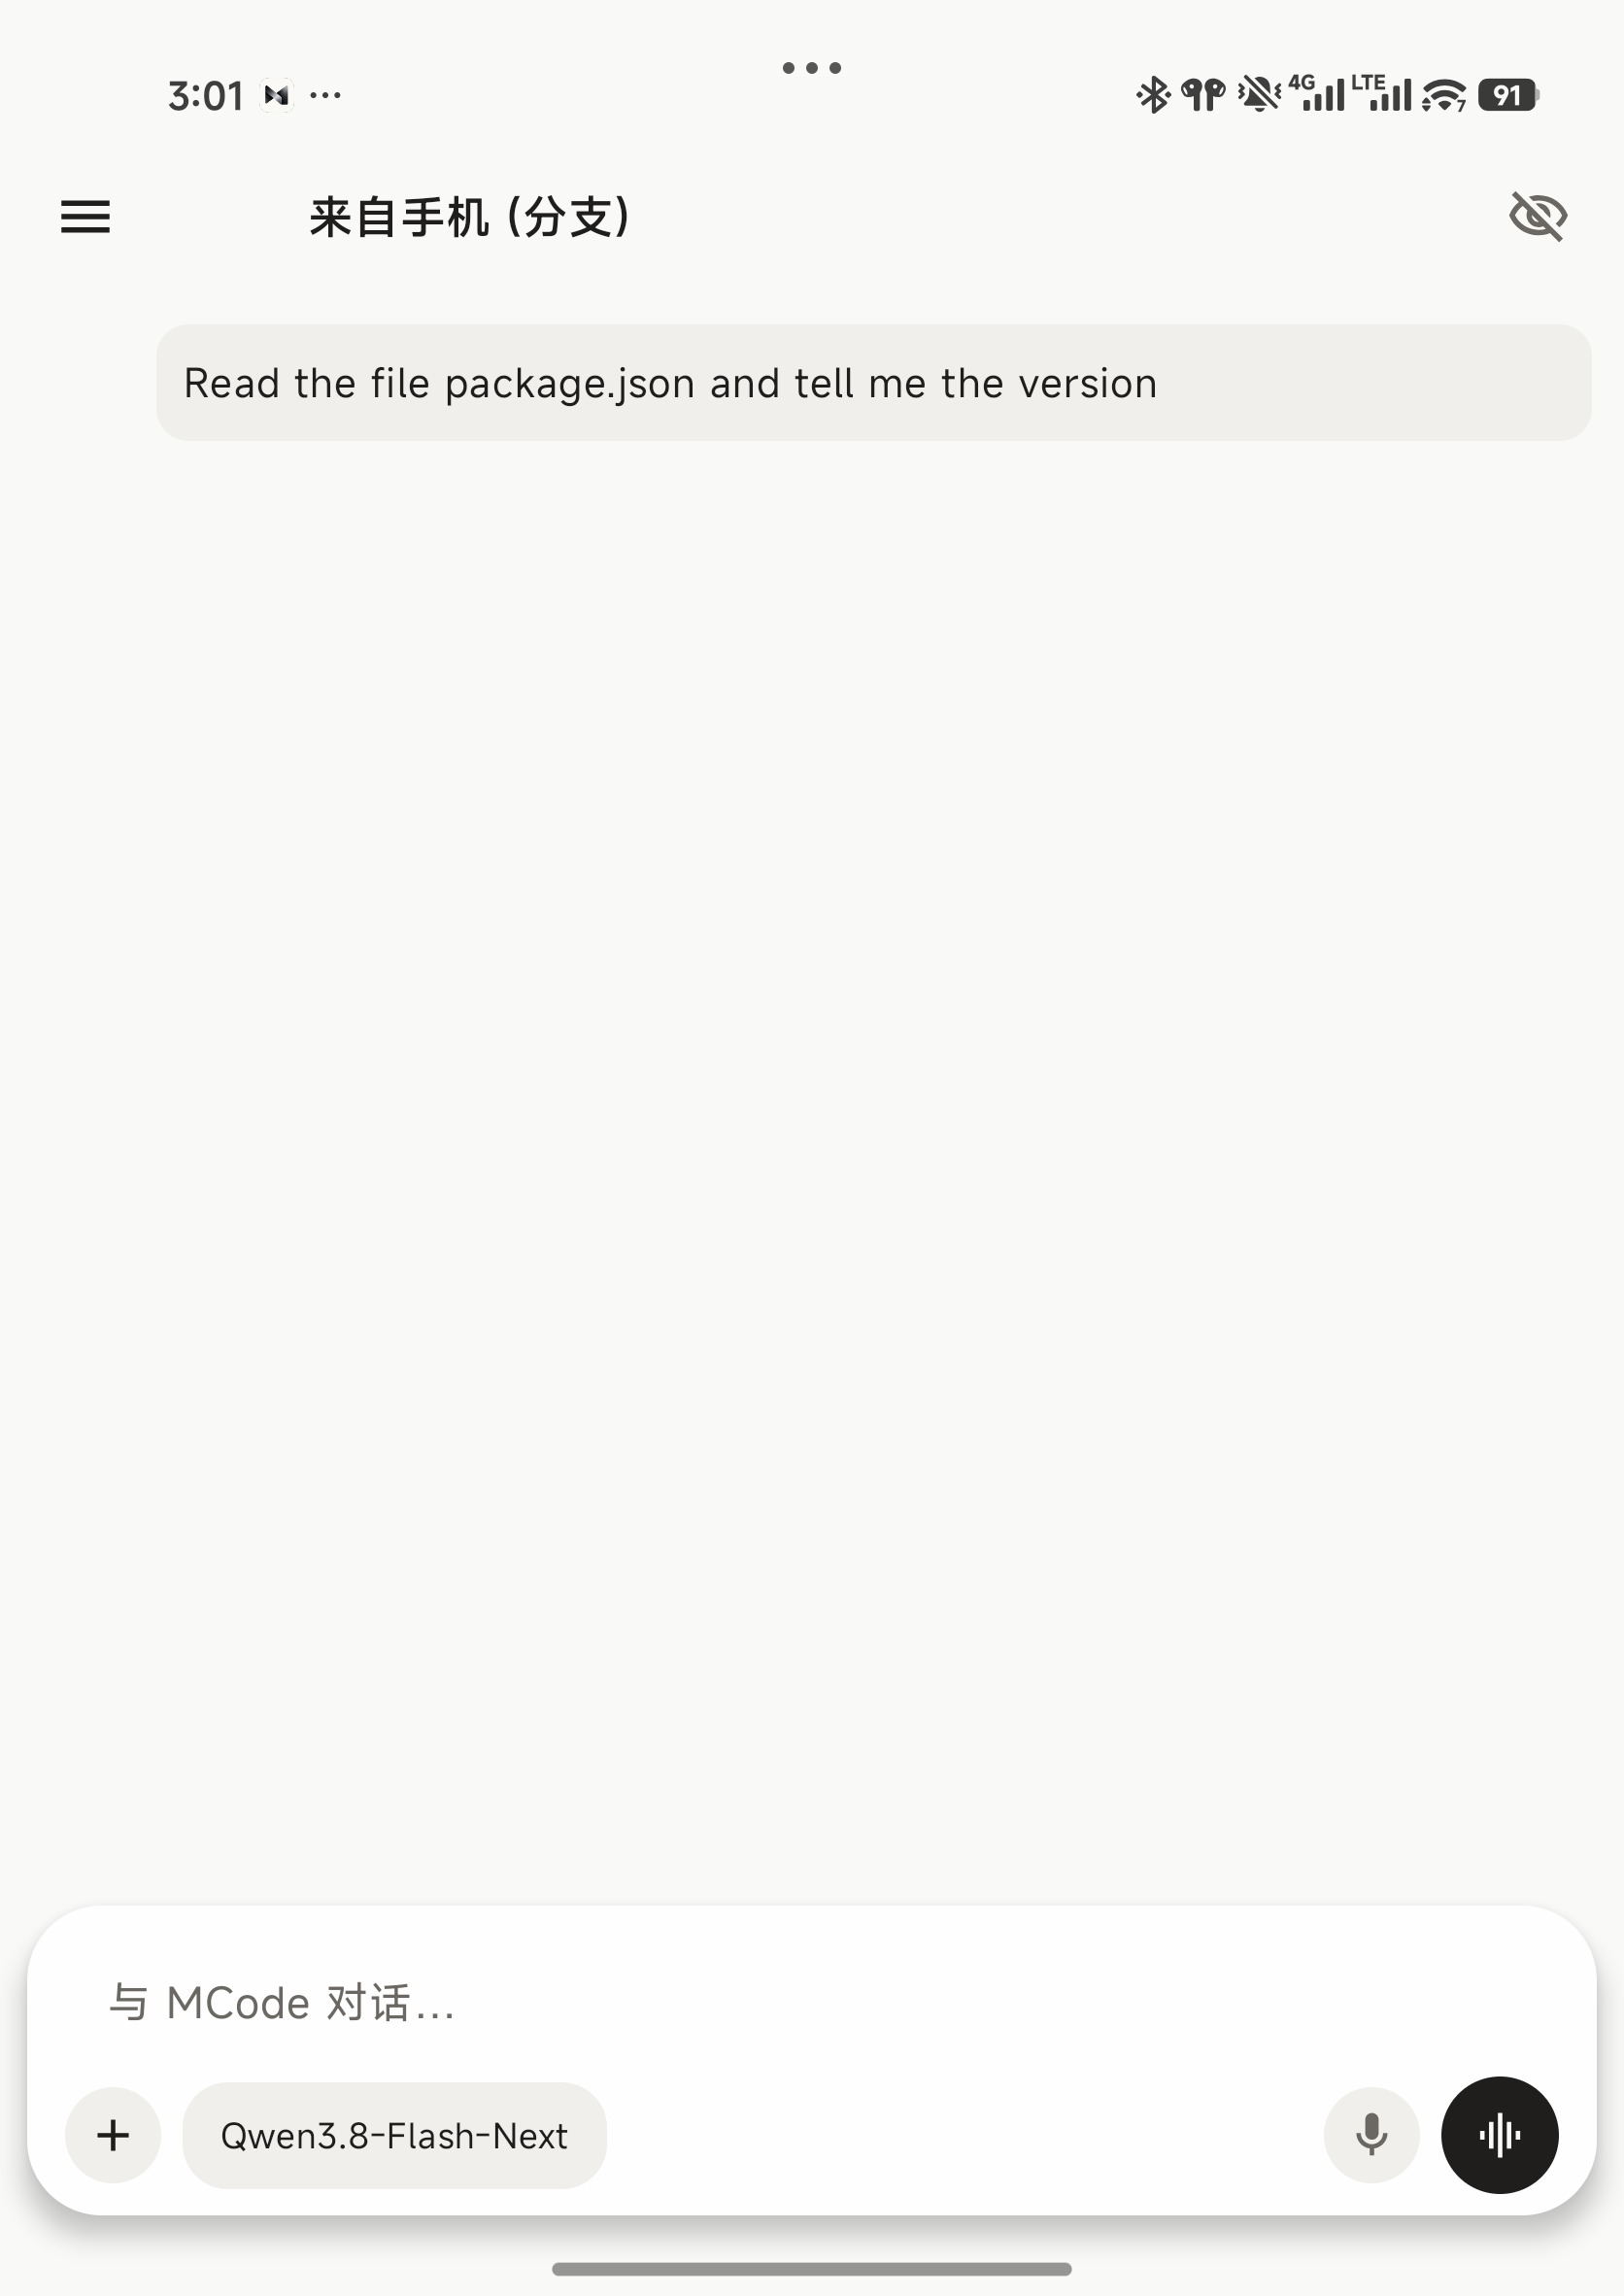 3:01 ...
4G LTE 7 91
来自手机 (分支)
Read the file package.json and tell me the version
与 MCode 对话...
Qwen3.8-Flash-Next